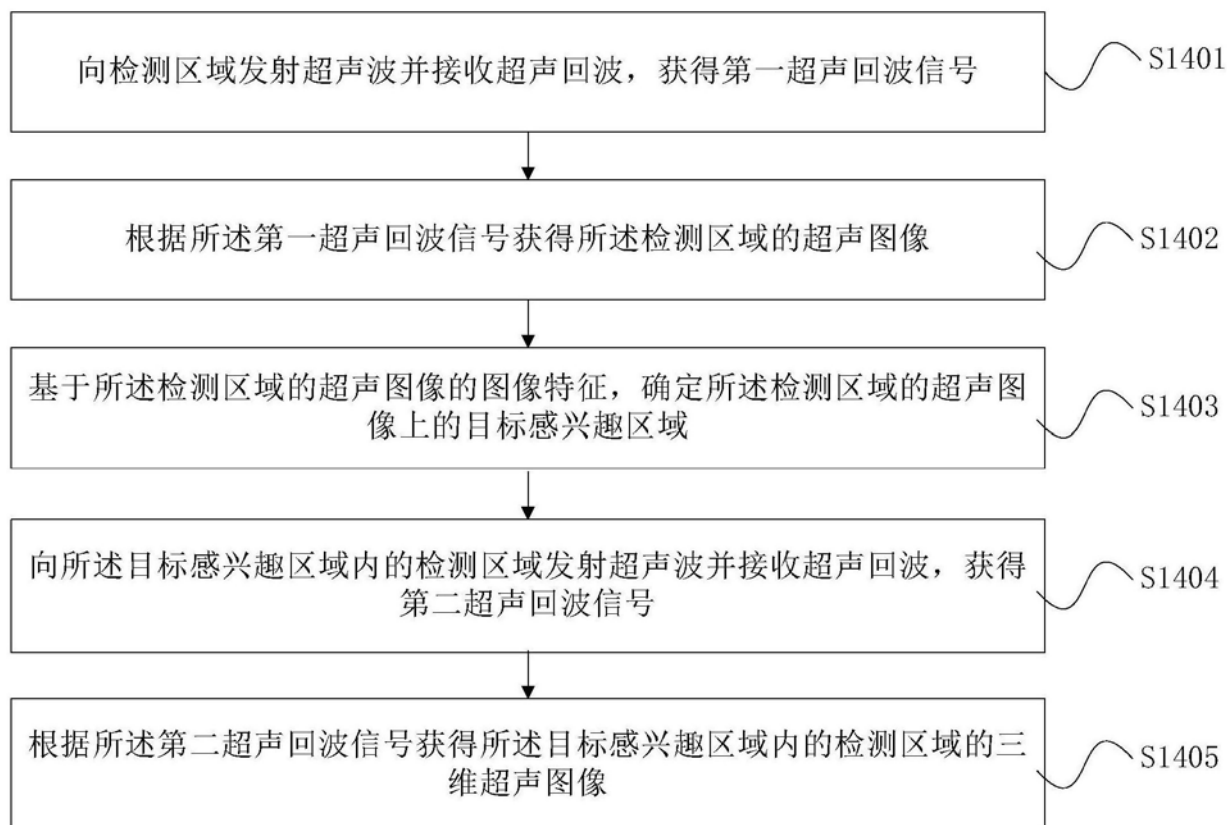 向检测区域发射超声波并接收超声回波，获得第一超声回波信号
S1401
根据所述第一超声回波信号获得所述检测区域的超声图像
S1402
基于所述检测区域的超声图像的图像特征，确定所述检测区域的超声图
像上的目标感兴趣区域
S1403
向所述目标感兴趣区域内的检测区域发射超声波并接收超声回波，获得
第二超声回波信号
S1404
根据所述第二超声回波信号获得所述目标感兴趣区域内的检测区域的三
维超声图像
S1405